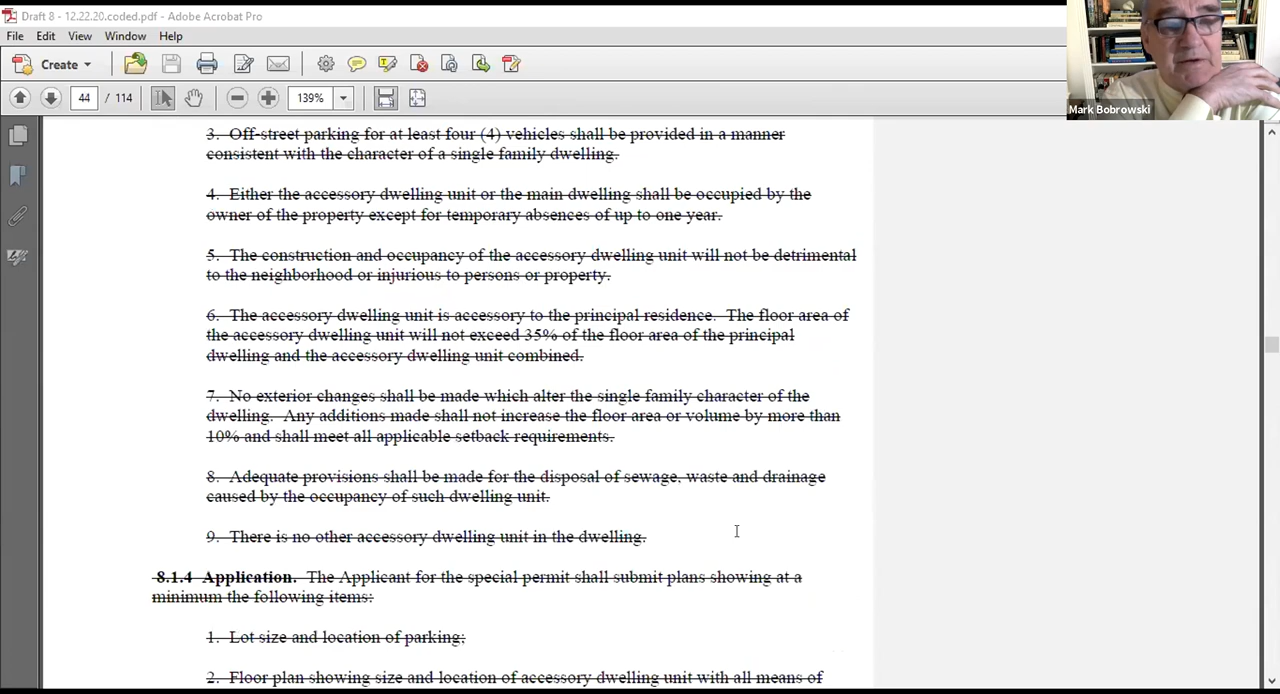 Draft 8 - 12.22.20.coded.pdf - Adobe Acrobat Pro
File Edit View Window Help
Create
44 / 114 139%
Mark Bobrowski
3. Off-street parking for at least four (4) vehicles shall be provided in a manner
consistent with the character of a single family dwelling.
4. Either the accessory dwelling unit or the main dwelling shall be occupied by the
owner of the property except for temporary absences of up to one year.
5. The construction and occupancy of the accessory dwelling unit will not be detrimental
to the neighborhood or injurious to persons or property.
6. The accessory dwelling unit is accessory to the principal residence. The floor area of
the accessory dwelling unit will not exceed 35% of the floor area of the principal
dwelling and the accessory dwelling unit combined.
7. No exterior changes shall be made which alter the single family character of the
dwelling. Any additions made shall not increase the floor area or volume by more than
10% and shall meet all applicable setback requirements.
8. Adequate provisions shall be made for the disposal of sewage, waste and drainage
caused by the occupancy of such dwelling unit.
9. There is no other accessory dwelling unit in the dwelling.
8.1.4 Application. The Applicant for the special permit shall submit plans showing at a
minimum the following items:
1. Lot size and location of parking;
2. Floor plan showing size and location of accessory dwelling unit with all means of